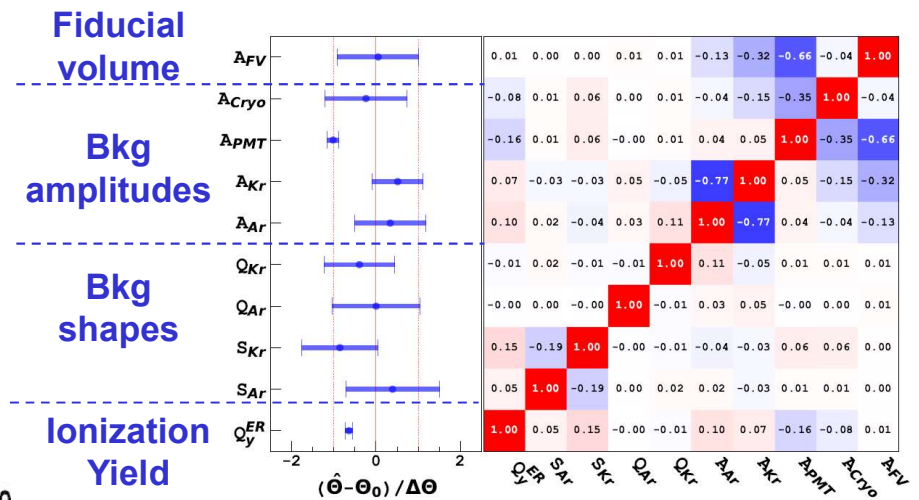 Fiducial
volume
A_FV
0.01 0.00 0.00 0.01 0.01 -0.13 -0.32 -0.66 -0.04 1.00
A_Cryo
-0.08 0.01 0.06 0.00 0.01 -0.04 -0.15 -0.35 1.00 -0.04
Bkg
amplitudes
A_PMT
-0.16 0.01 0.06 -0.00 0.01 0.04 0.05 1.00 -0.35 -0.66
A_Kr
0.07 -0.03 -0.03 0.05 -0.05 -0.77 1.00 0.05 -0.15 -0.32
A_Ar
0.10 0.02 -0.04 0.03 0.11 1.00 -0.77 0.04 -0.04 -0.13
Bkg
shapes
Q_Kr
-0.01 0.02 -0.01 -0.01 1.00 0.11 -0.05 0.01 0.01 0.01
Q_Ar
-0.00 0.00 -0.00 1.00 -0.01 0.03 0.05 -0.00 0.00 0.01
S_Kr
0.15 -0.19 1.00 -0.00 -0.01 -0.04 -0.03 0.06 0.06 0.00
S_Ar
0.05 1.00 -0.19 0.00 0.02 0.02 -0.03 0.01 0.01 0.00
Ionization
Yield
Q_y^ER
1.00 0.05 0.15 -0.00 -0.01 0.10 0.07 -0.16 -0.08 0.01
-2 0 2
(Θ̂-Θ₀)/ΔΘ
Q_y^ER S_Ar S_Kr Q_Ar Q_Kr A_Ar A_Kr A_PMT A_Cryo A_FV